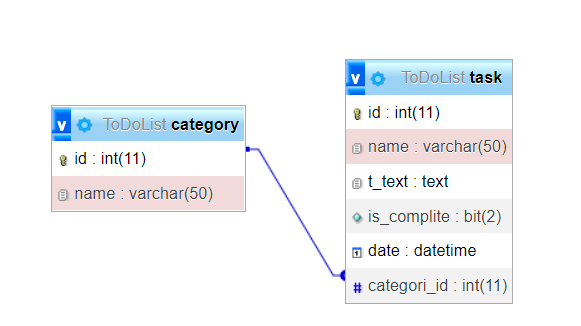 v ToDoList category
id : int(11)
name : varchar(50)
v ToDoList task
id : int(11)
name : varchar(50)
t_text : text
is_complite : bit(2)
date : datetime
# categori_id : int(11)